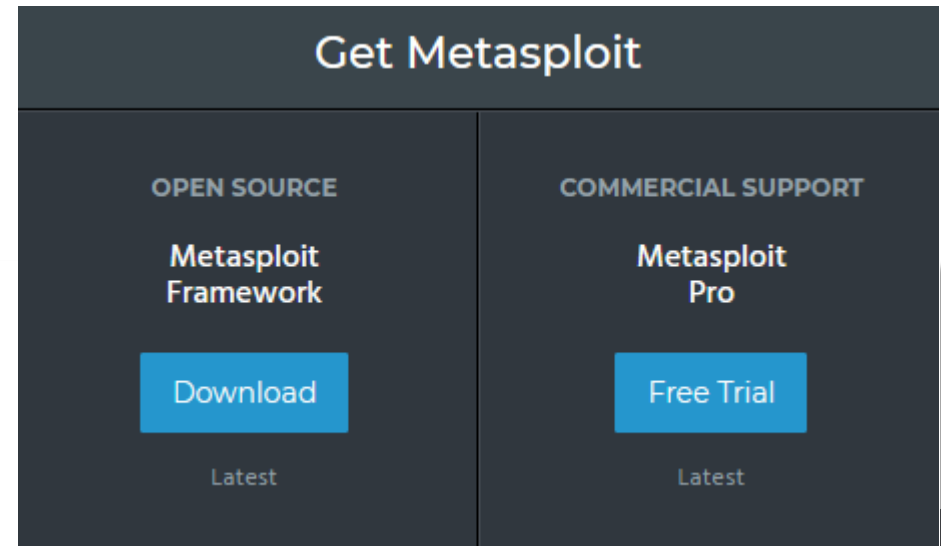 Get Metasploit
OPEN SOURCE
Metasploit
Framework
Download
Latest
COMMERCIAL SUPPORT
Metasploit
Pro
Free Trial
Latest